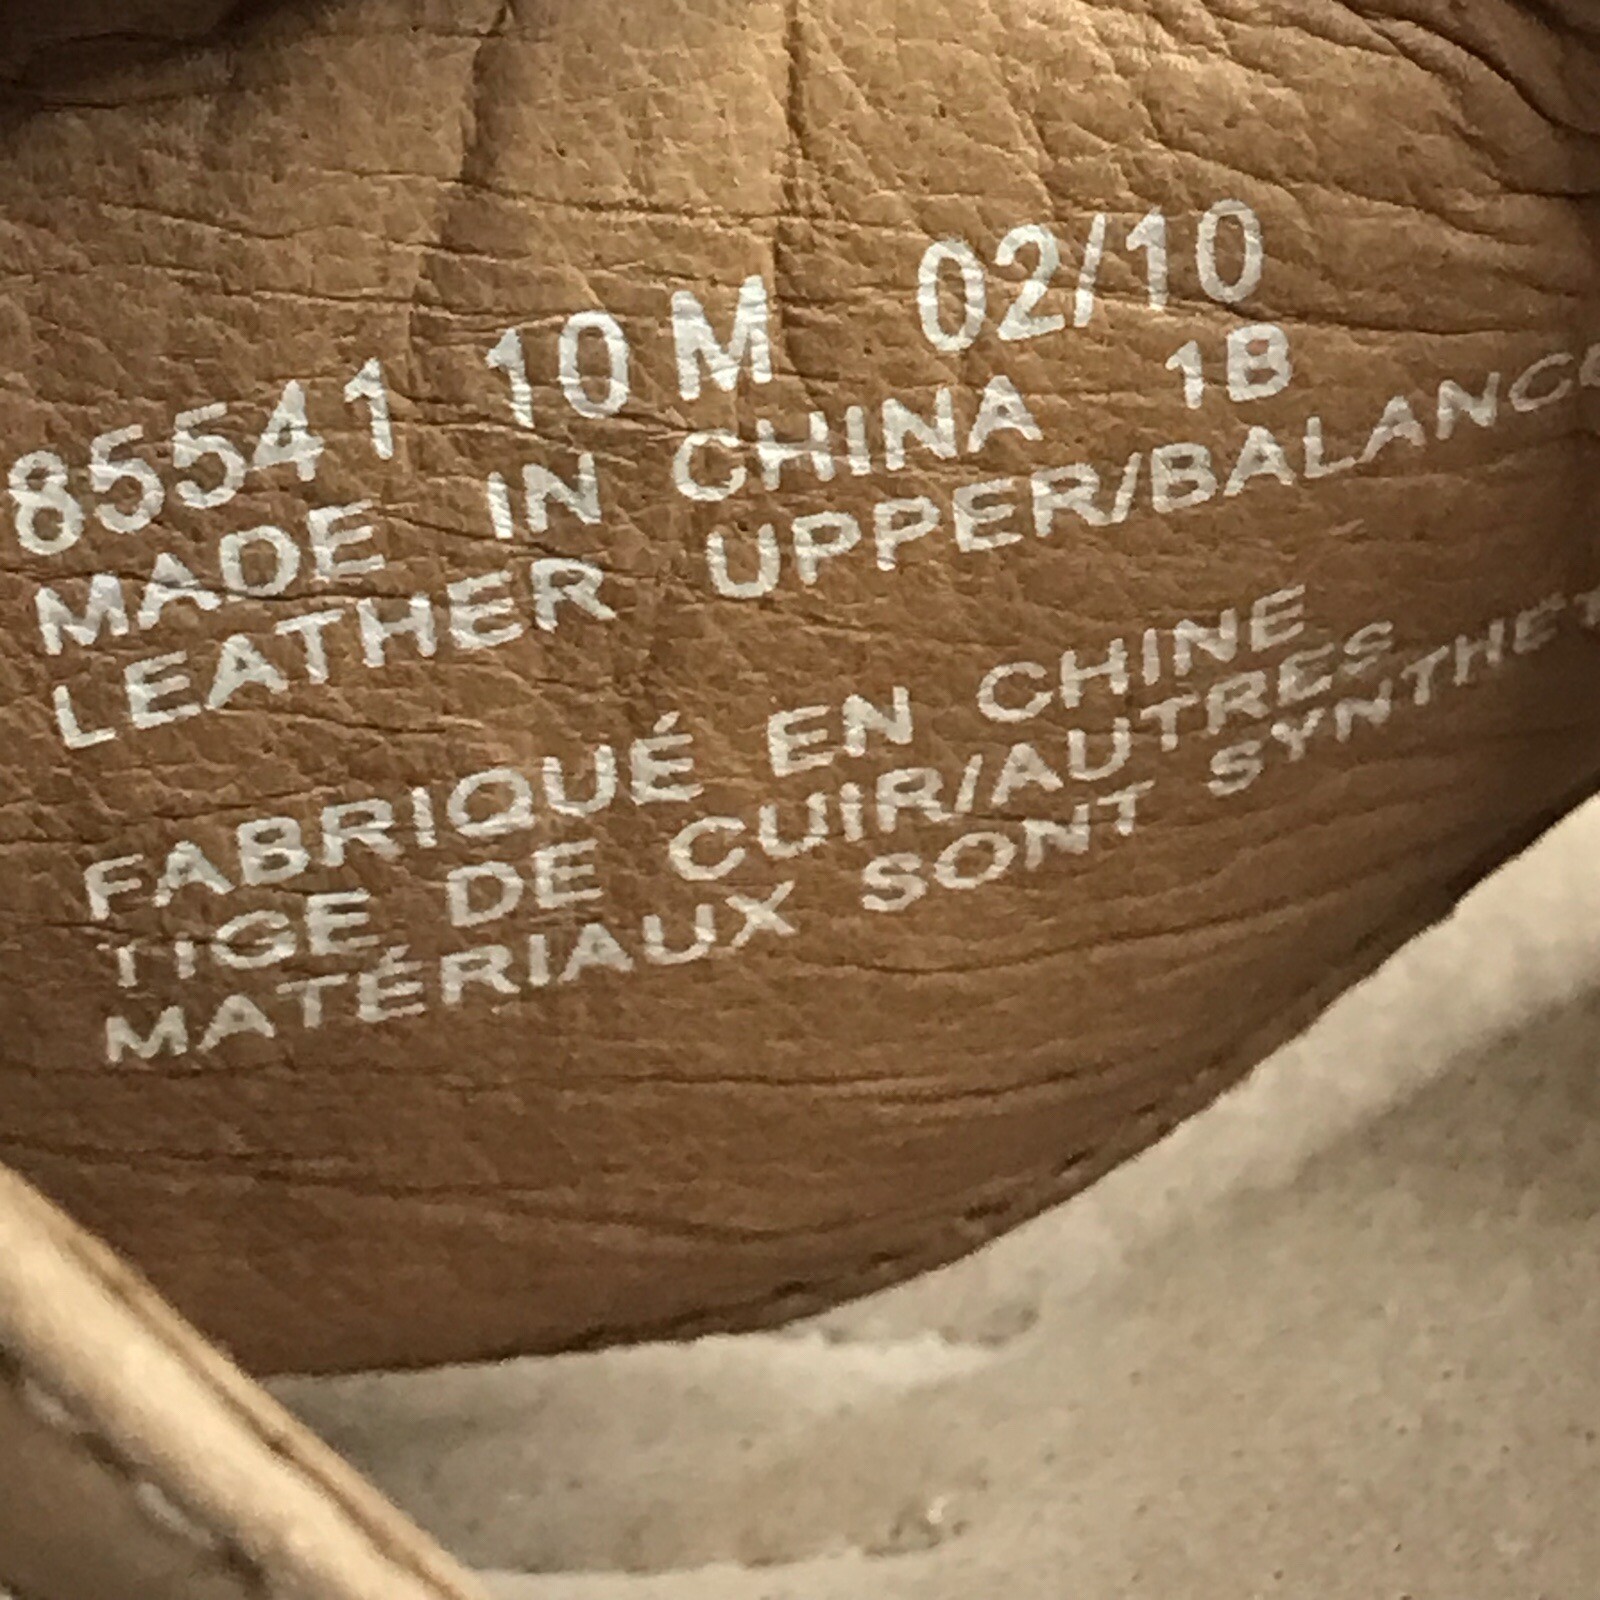 85541 10 M 02/10
MADE IN CHINA 1B
LEATHER UPPER/BALANC
FABRIQUÉ EN CHINE
TIGE DE CUIR/AUTRES
MATÉRIAUX SONT SYNTHET